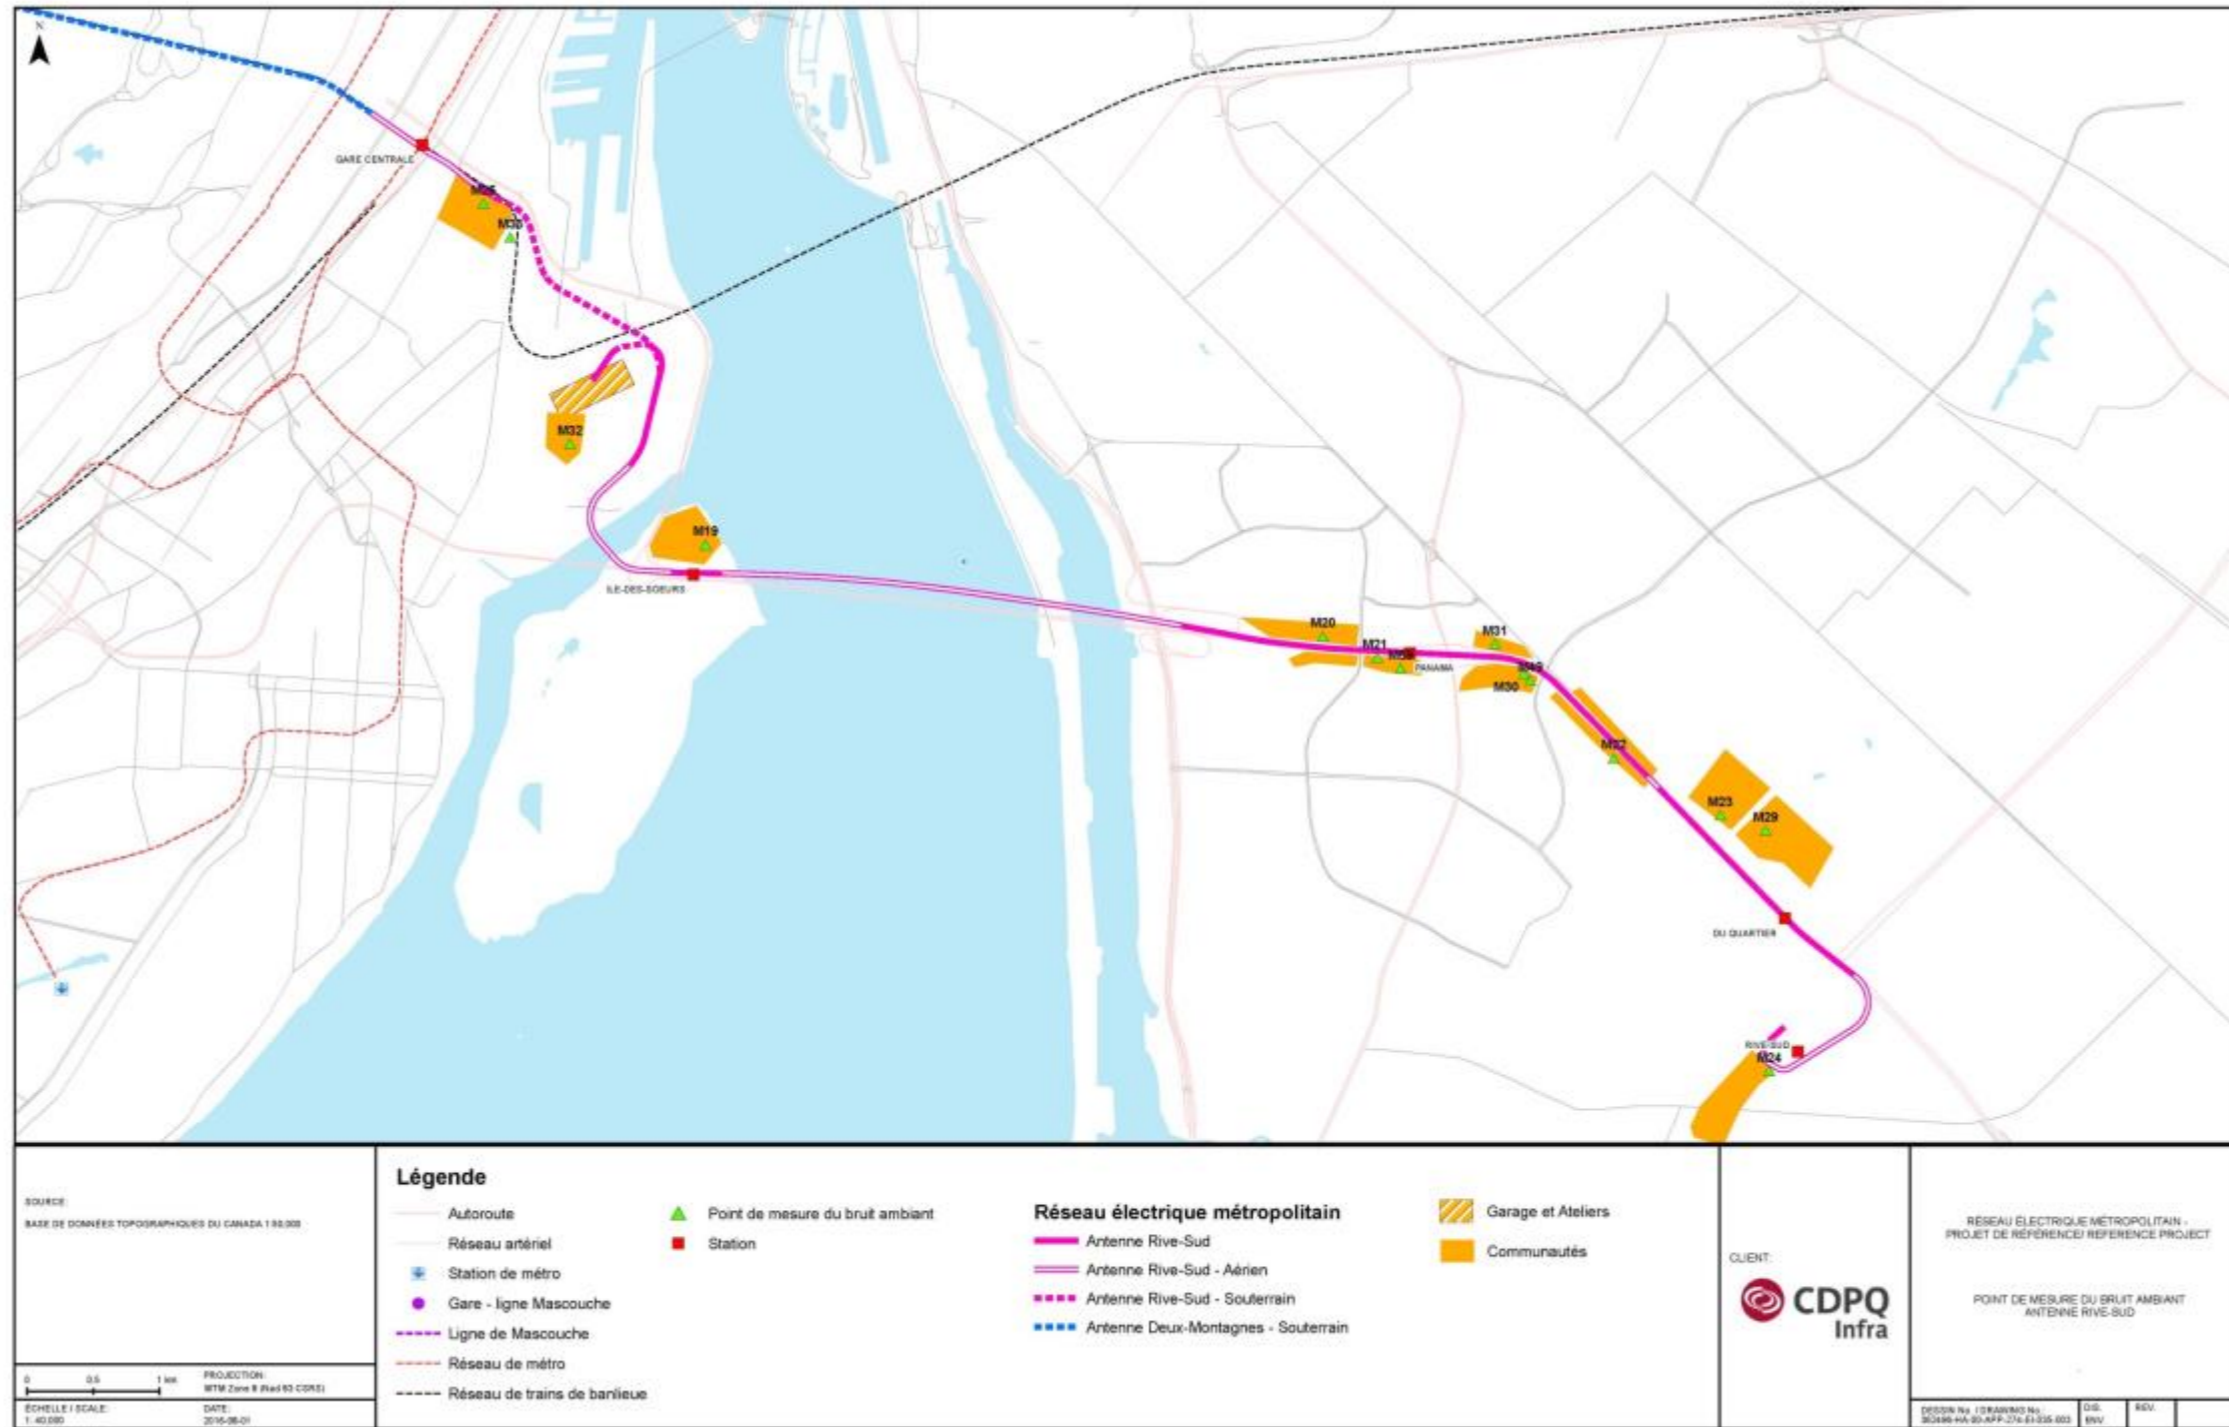 N
GARE CENTRALE
M32
M19
ILE-DES-SOEURS
M20
M21
PANAMA
M31
M30
M22
M23
M29
DU QUARTIER
RIVE-SUD
M24
SOURCE:
BASE DE DONNÉES TOPOGRAPHIQUES DU CANADA 1:50,000
0 0.5 1 km
PROJECTION:
ÉCHELLE / SCALE:
1: 40,000
DATE:
Légende
Autoroute
Réseau artériel
Station de métro
Gare - ligne Mascouche
Ligne de Mascouche
Réseau de métro
Réseau de trains de banlieue
Point de mesure du bruit ambiant
Station
Réseau électrique métropolitain
Antenne Rive-Sud
Antenne Rive-Sud - Aérien
Antenne Rive-Sud - Souterrain
Antenne Deux-Montagnes - Souterrain
Garage et Ateliers
Communautés
CLIENT:
CDPQ
Infra
RÉSEAU ÉLECTRIQUE MÉTROPOLITAIN -
PROJET DE RÉFÉRENCE/ REFERENCE PROJECT
POINT DE MESURE DU BRUIT AMBIANT
ANTENNE RIVE-SUD
DESSIN No. / DRAWING No.
DIS.
ENV
REV.